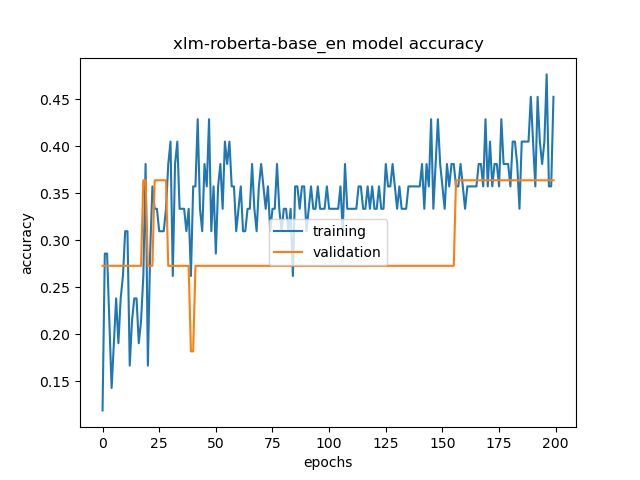 xlm-roberta-base_en model accuracy
accuracy
0.45
0.40
0.35
0.30
0.25
0.20
0.15
training
validation
0 25 50 75 100 125 150 175 200
epochs